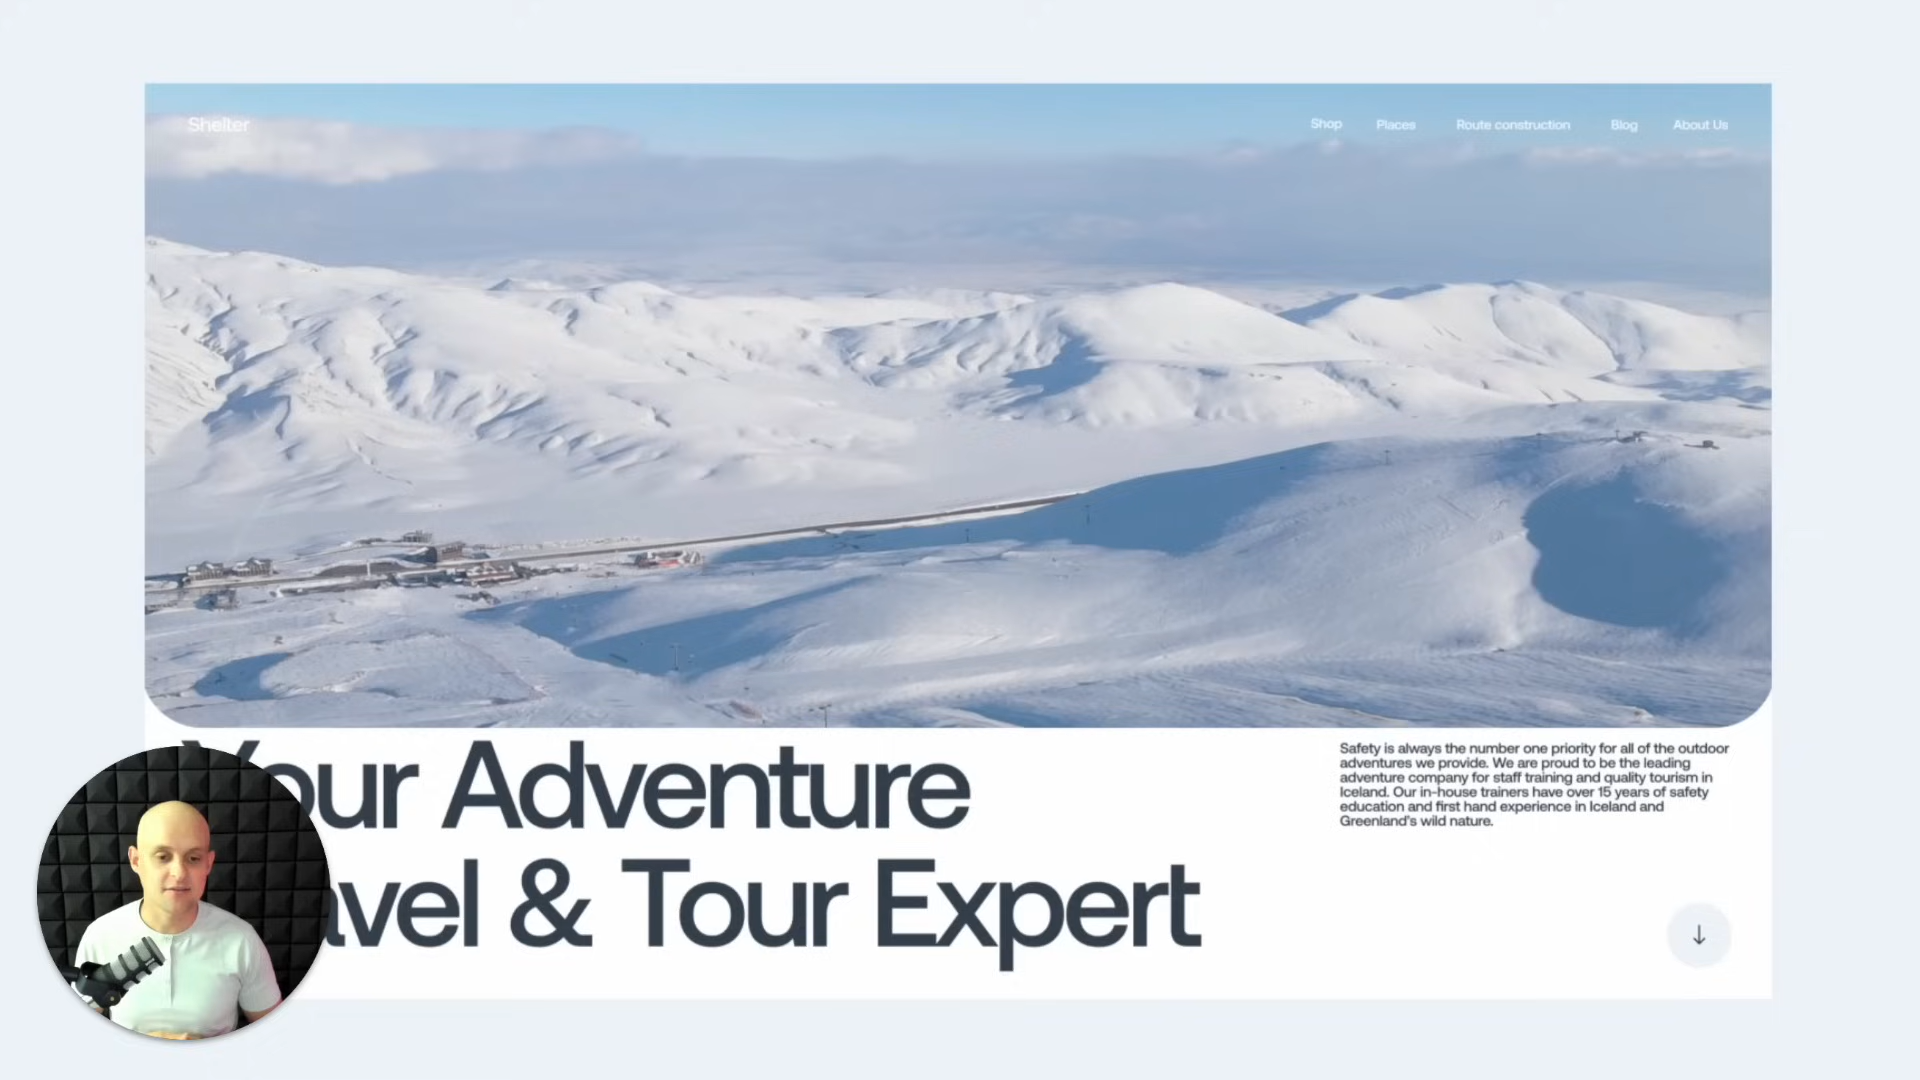 Shelter
Shop Places Route construction Blog About Us
Your Adventure
avel & Tour Expert
Safety is always the number one priority for all of the outdoor
adventures we provide. We are proud to be the leading
adventure company for staff training and quality tourism in
Iceland. Our in-house trainers have over 15 years of safety
education and first hand experience in Iceland and
Greenland's wild nature.